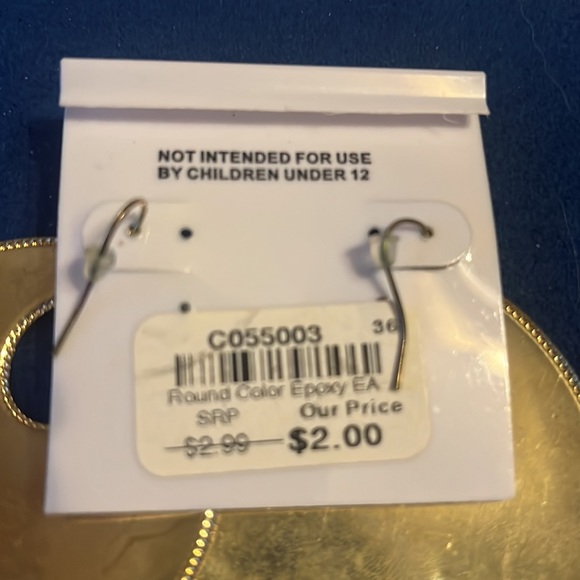 NOT INTENDED FOR USE
BY CHILDREN UNDER 12
C055003 36
Round Color Epoxy EA
SRP Our Price
$2.99 $2.00